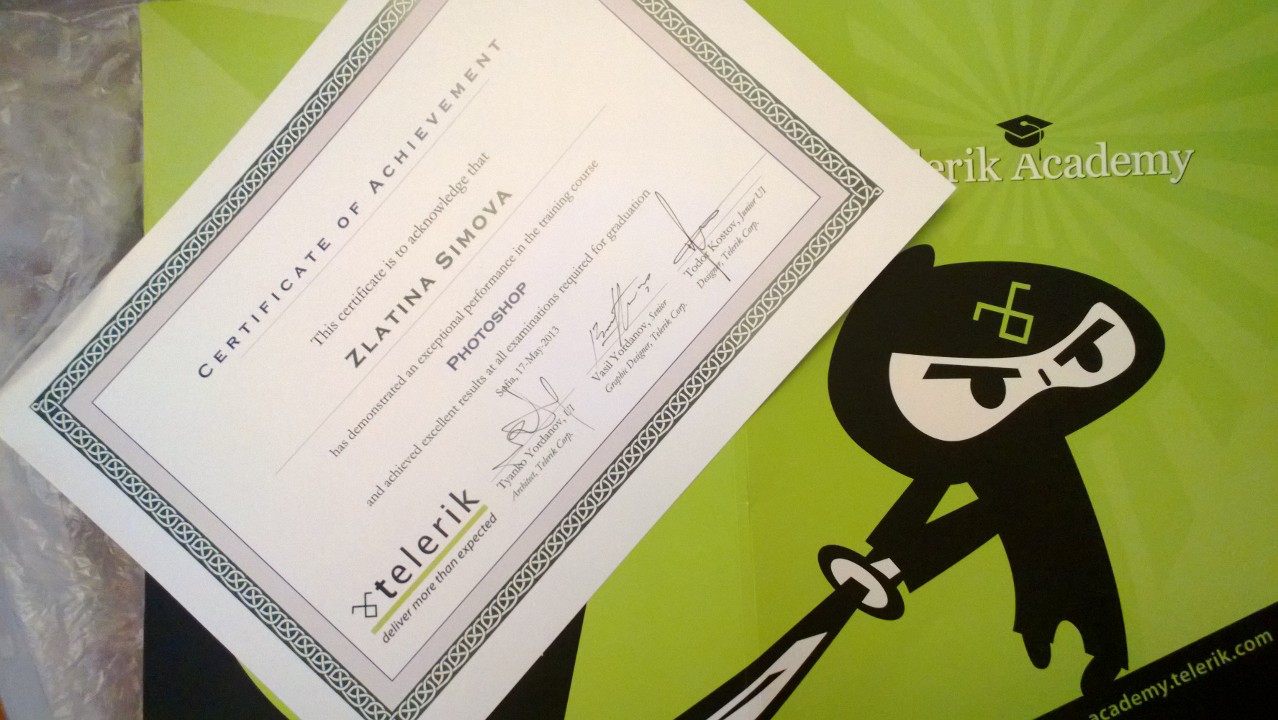 CERTIFICATE OF ACHIEVEMENT
This certificate is to acknowledge that
ZLATINA SIMOVA
has demonstrated an exceptional performance in the training course
PHOTOSHOP
and achieved excellent results at all examinations required for graduation
Sofia, 17-May-2013
Tyanko Yordanov, UI
Architect, Telerik Corp.
Vasil Yordanov, Senior
Graphic Designer, Telerik Corp.
Todor Kostov, Junior UI
Designer, Telerik Corp.
telerik
deliver more than expected
lerik Academy
academy.telerik.com